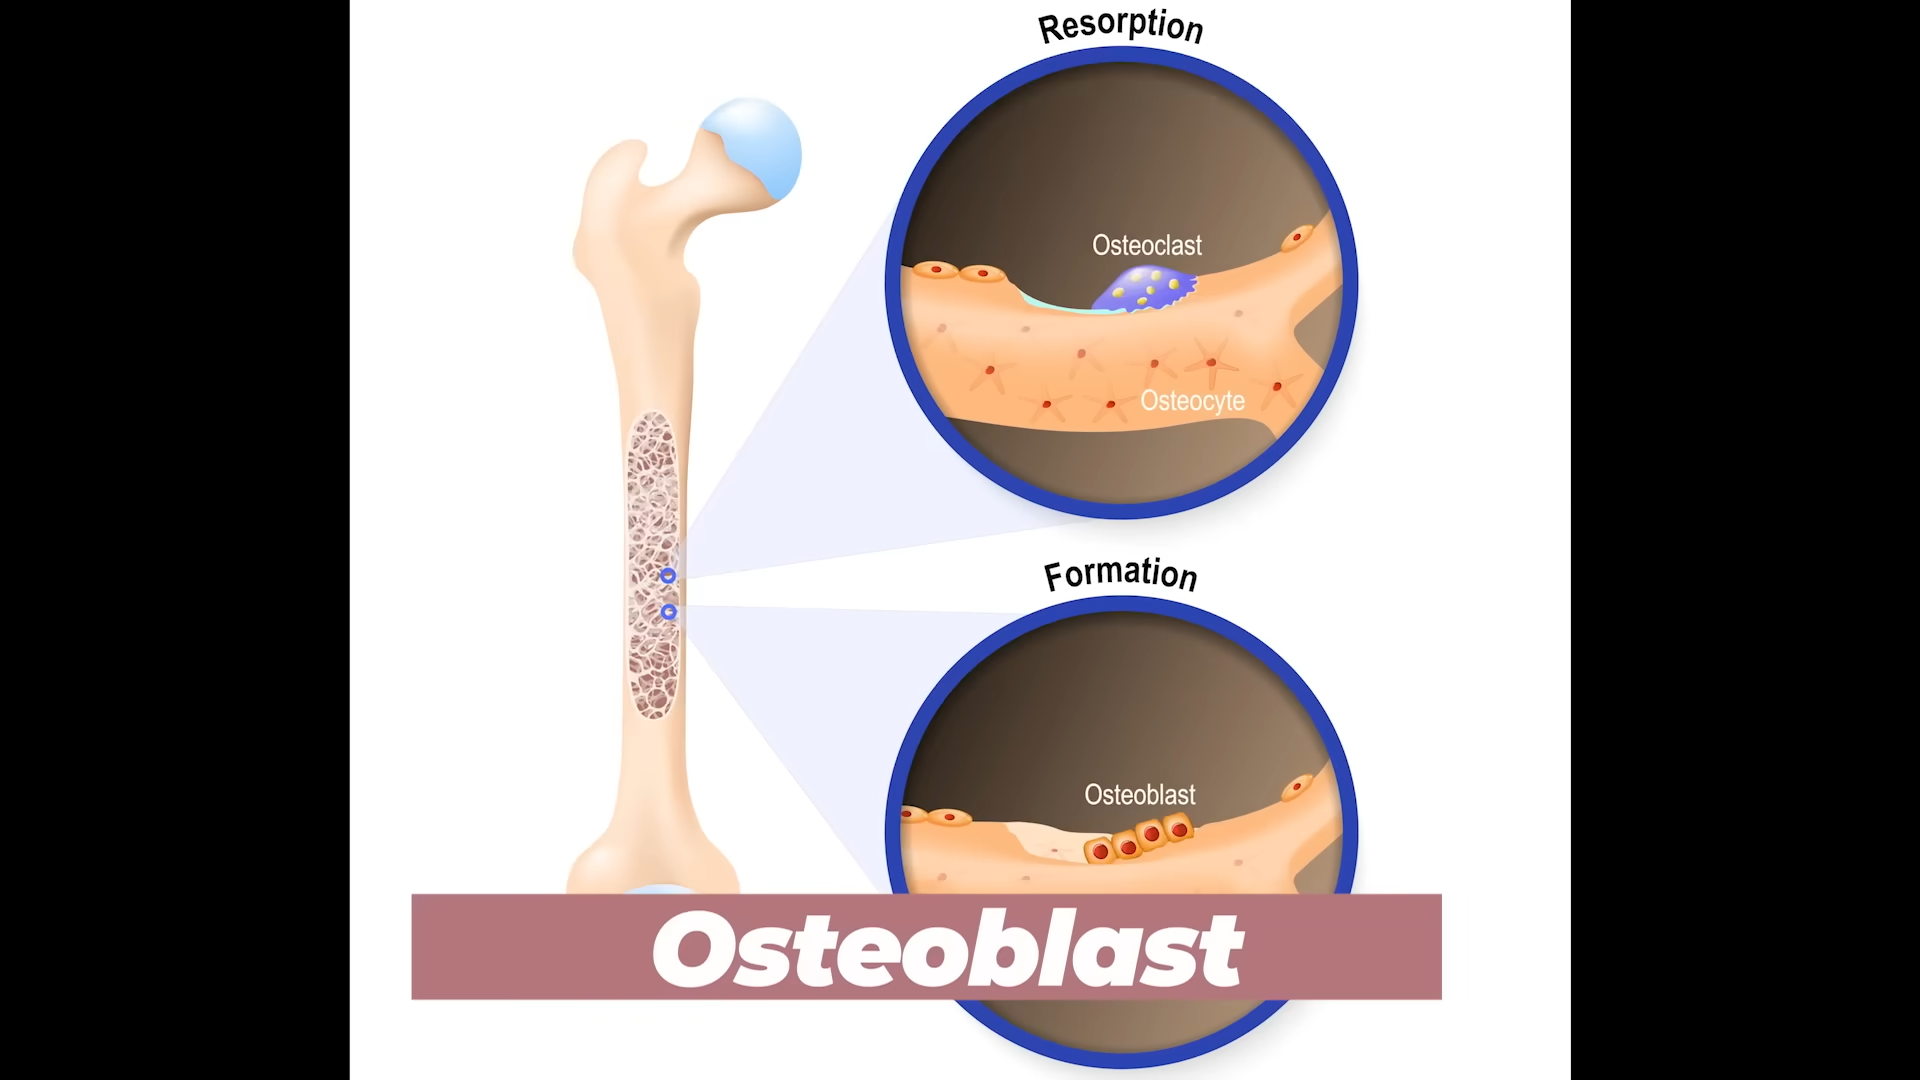 Resorption
Osteoclast
Osteocyte
Formation
Osteoblast
Osteoblast